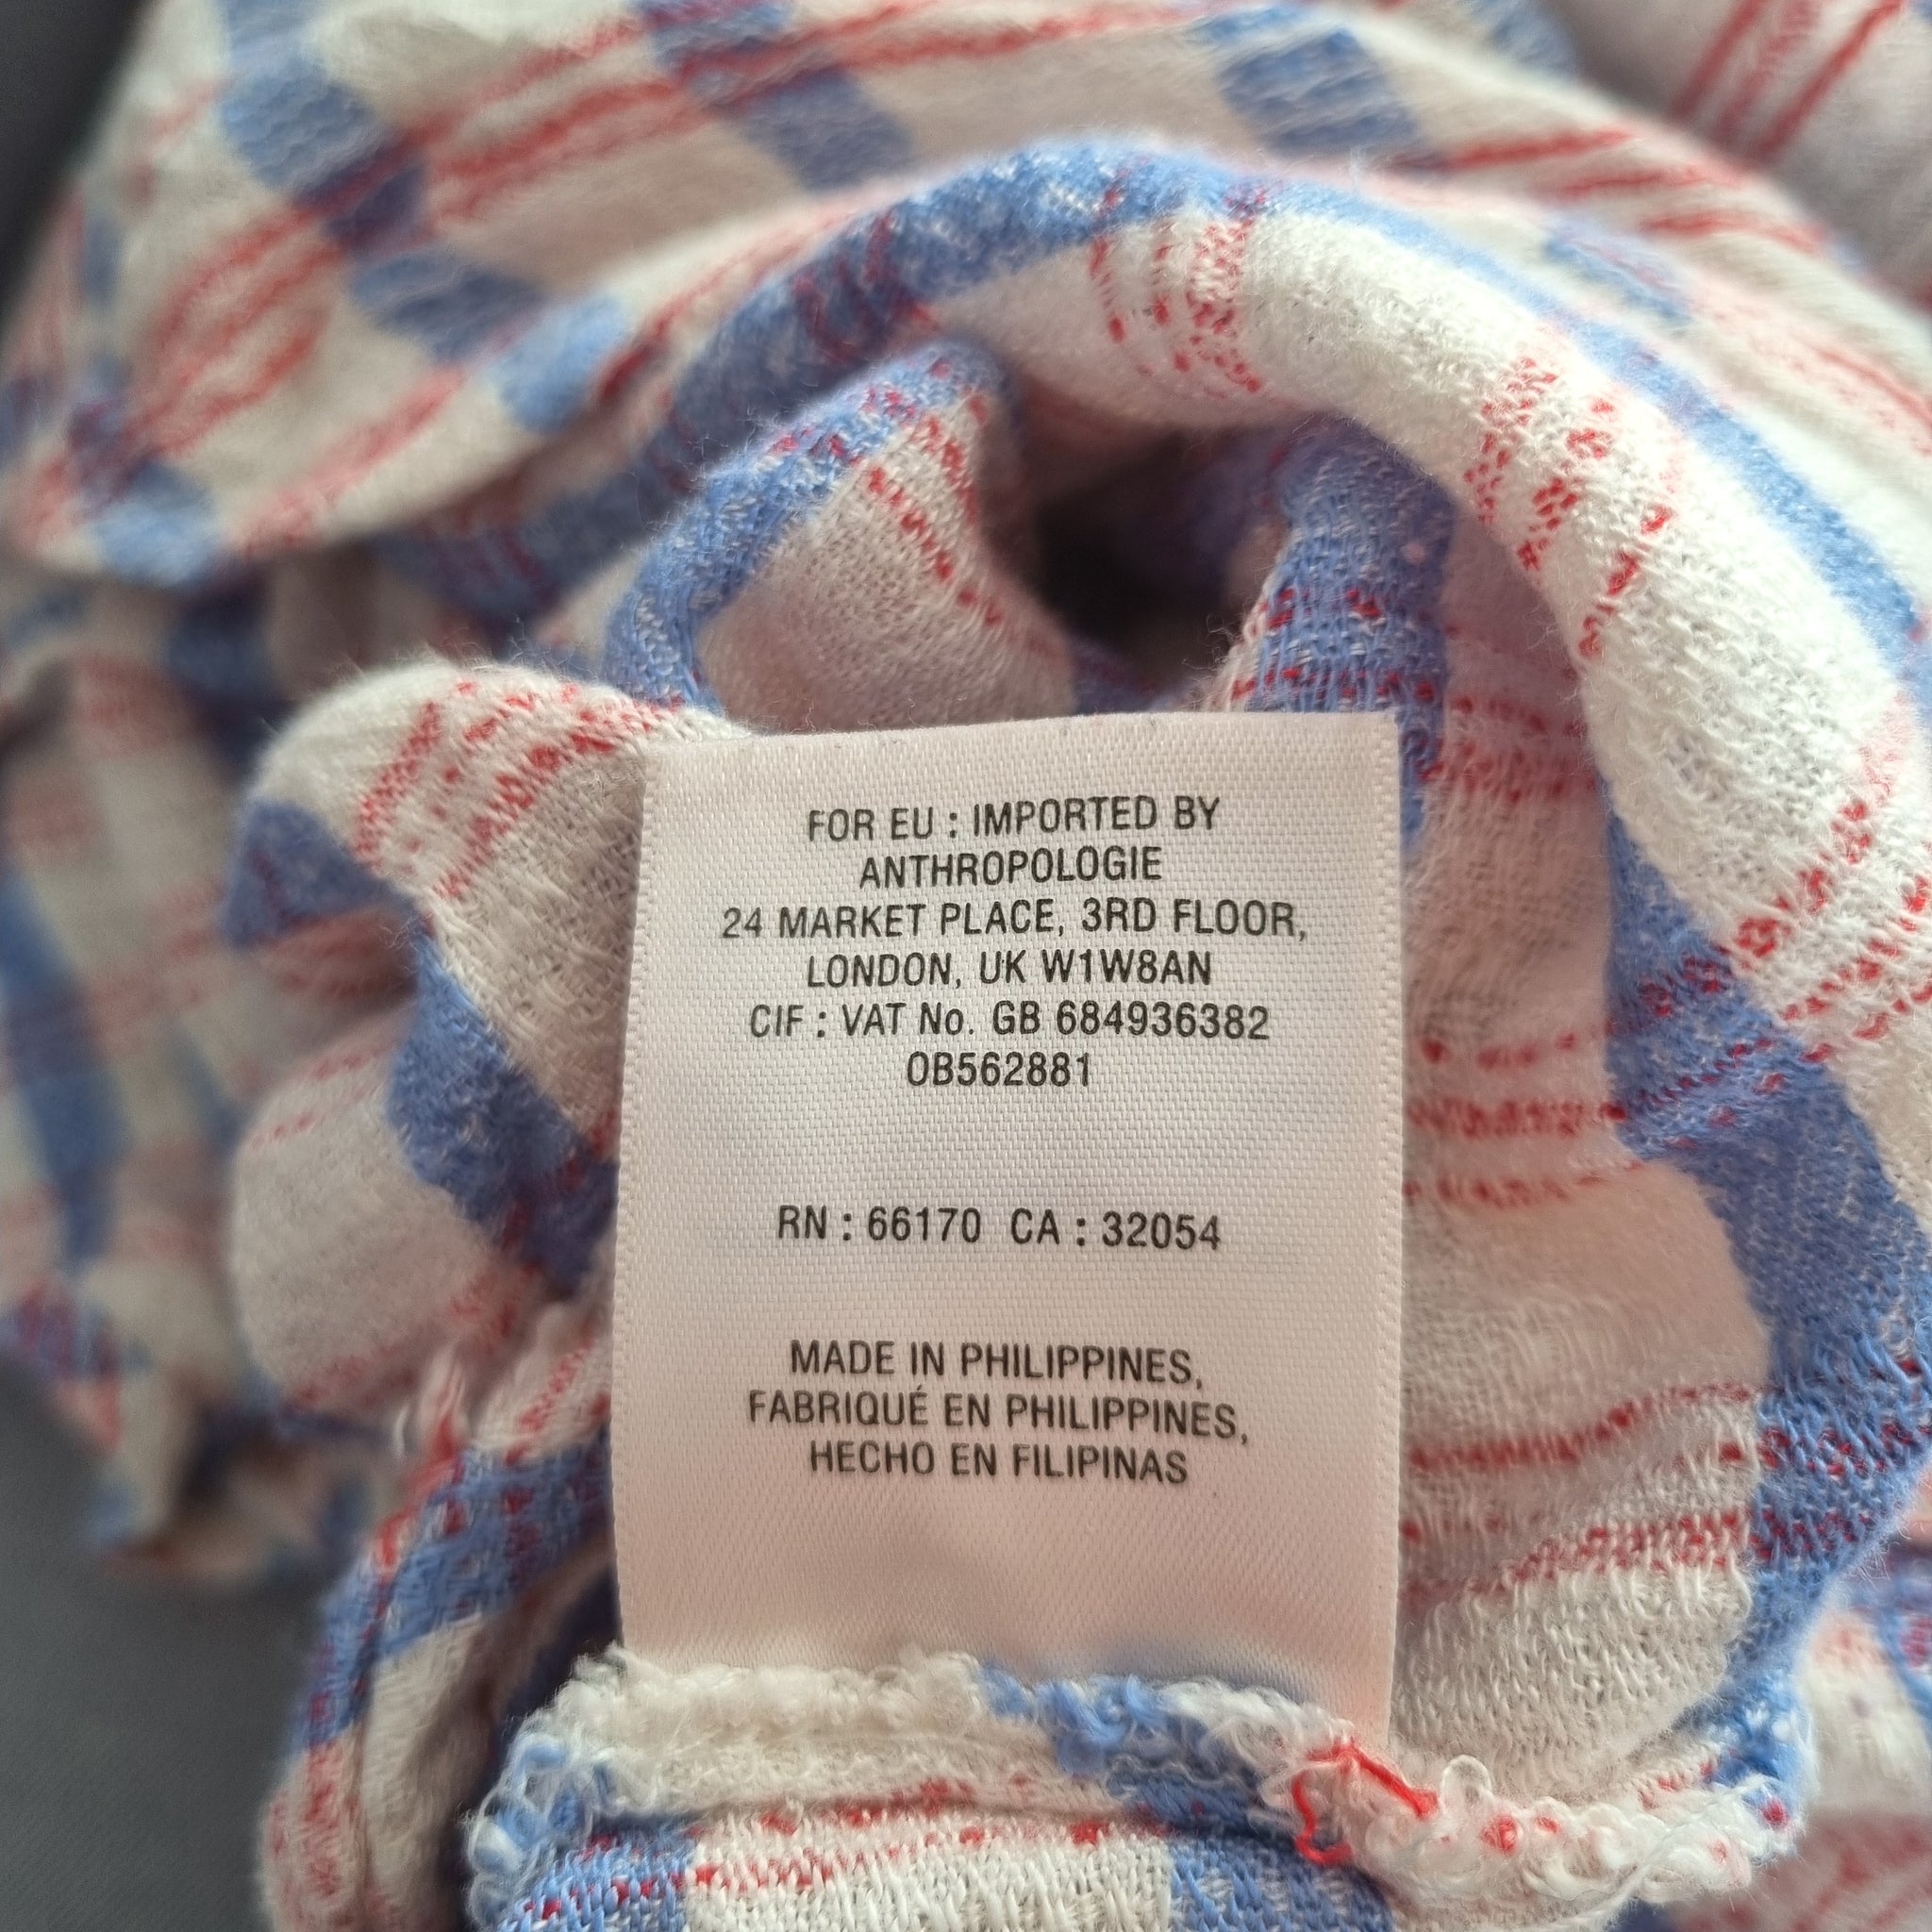 FOR EU : IMPORTED BY
ANTHROPOLOGIE
24 MARKET PLACE, 3RD FLOOR,
LONDON, UK W1W8AN
CIF : VAT No. GB 684936382
OB562881
RN : 66170 CA : 32054
MADE IN PHILIPPINES,
FABRIQUÉ EN PHILIPPINES,
HECHO EN FILIPINAS